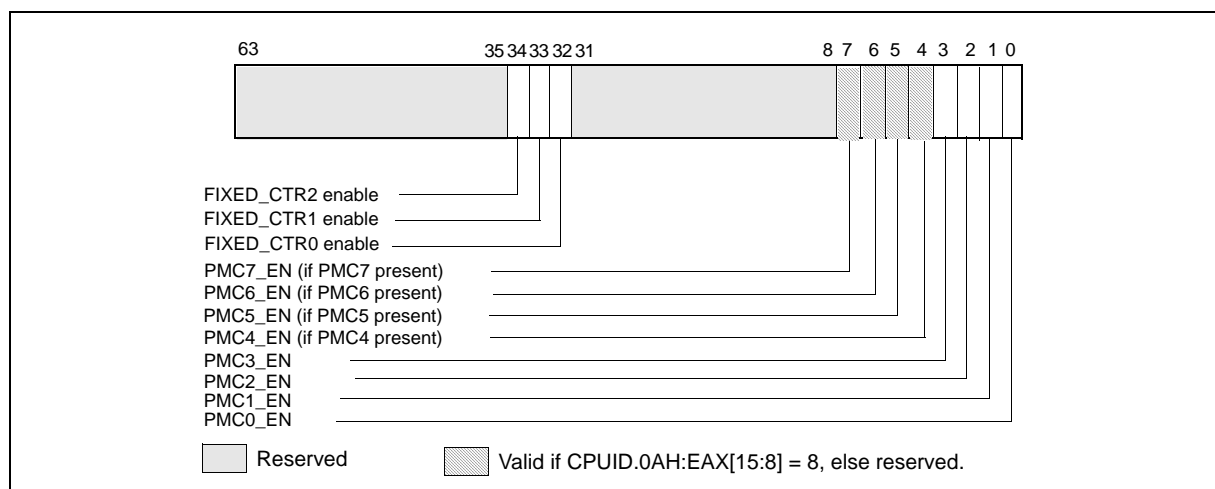 63 35 34 33 32 31 8 7 6 5 4 3 2 1 0
FIXED_CTR2 enable
FIXED_CTR1 enable
FIXED_CTR0 enable
PMC7_EN (if PMC7 present)
PMC6_EN (if PMC6 present)
PMC5_EN (if PMC5 present)
PMC4_EN (if PMC4 present)
PMC3_EN
PMC2_EN
PMC1_EN
PMC0_EN
Reserved Valid if CPUID.0AH:EAX[15:8] = 8, else reserved.